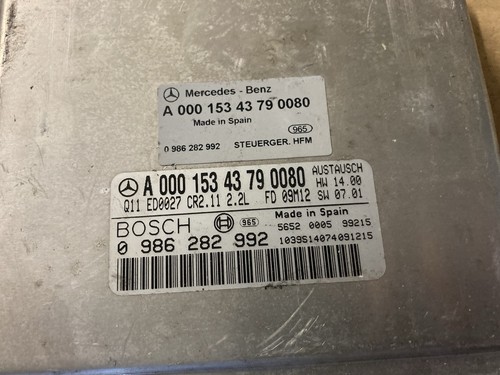 Mercedes - Benz
A 000 153 43 79 0080
Made in Spain
965
0 986 282 992 STEUERGER. HFM
A 000 153 43 79 0080 AUSTAUSCH
Q11 ED0027 CR2.11 2.2L FD 09M12 HW 14.00
SW 07.01
BOSCH 965 Made in Spain
5652 0005 99215
0 986 282 992 1039S14074091215